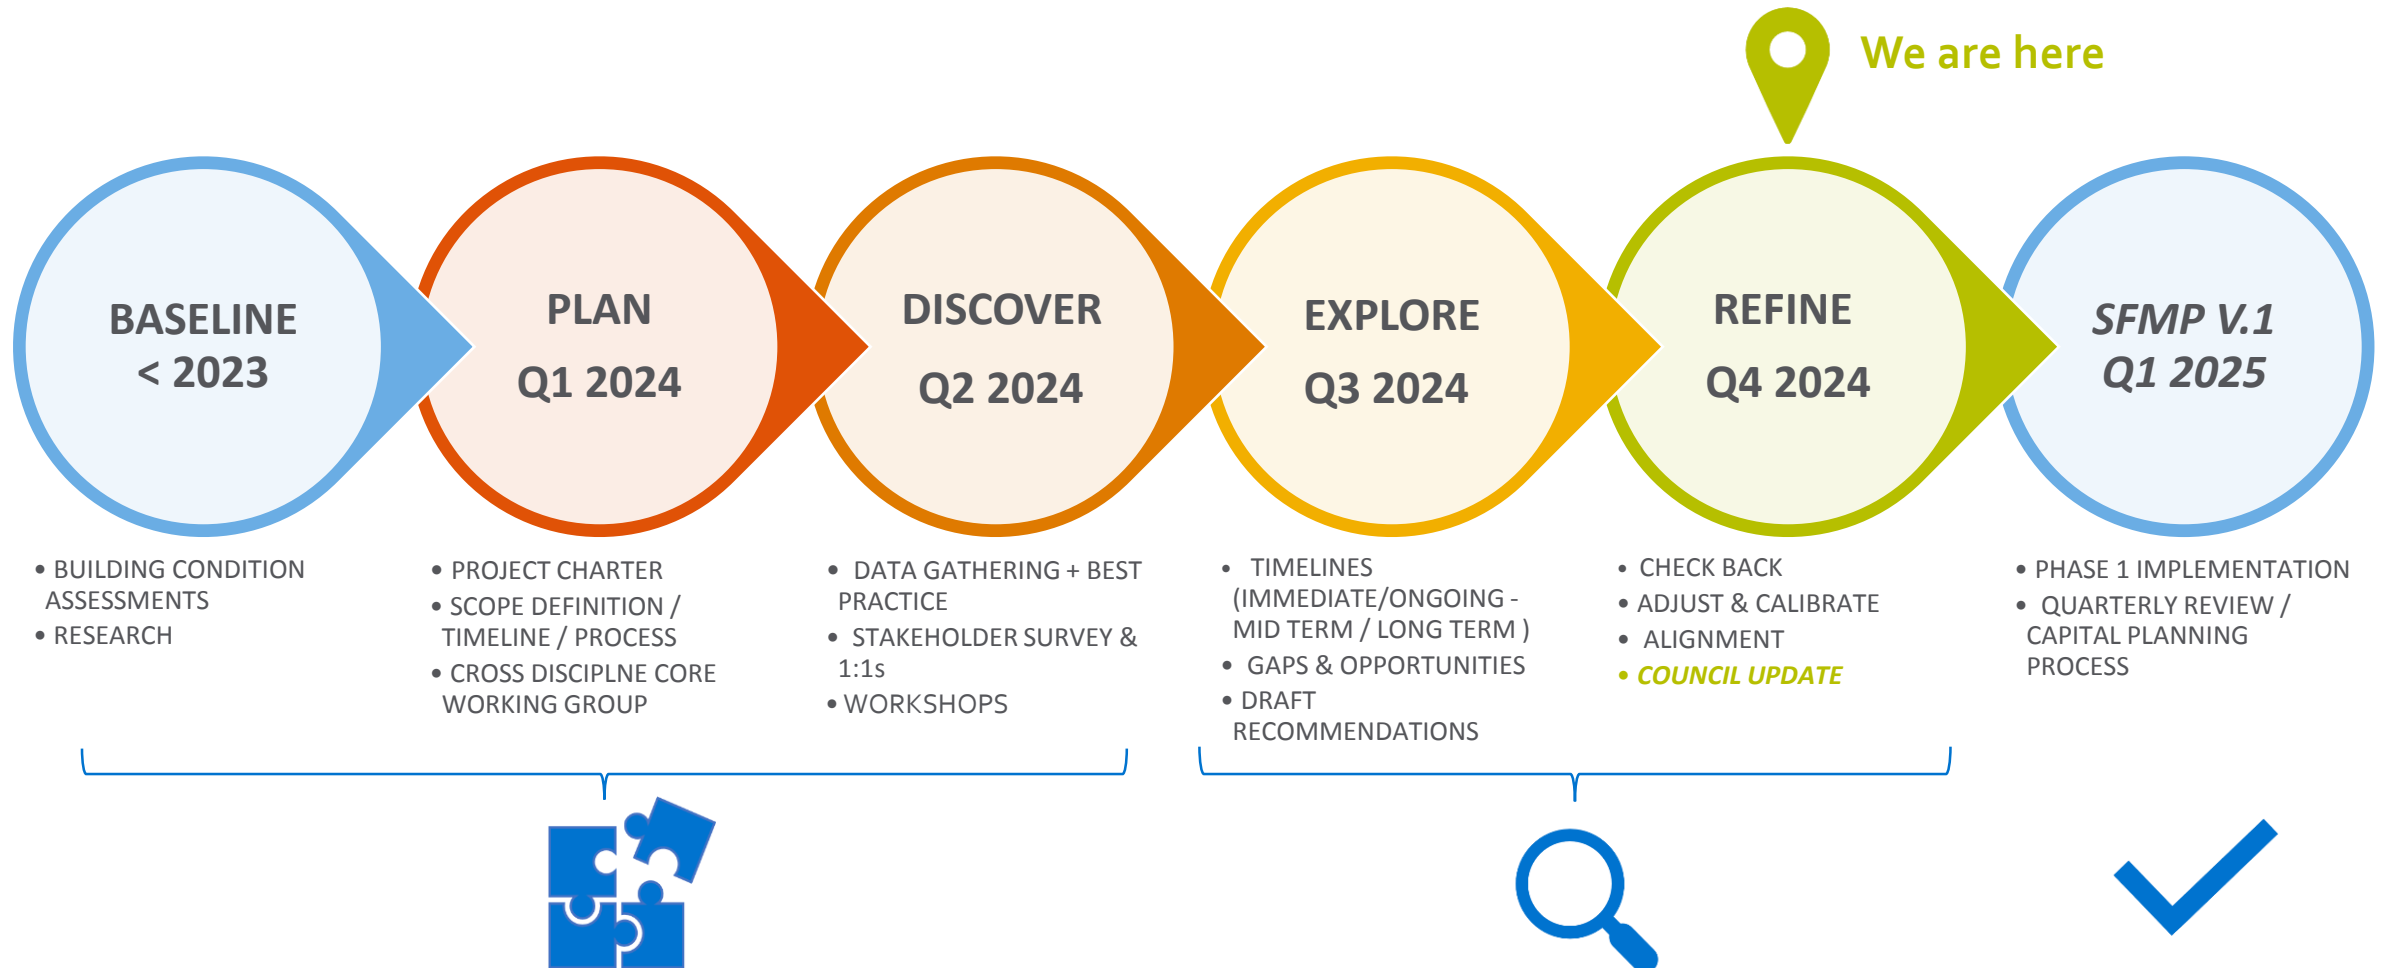 We are here
BASELINE
< 2023
PLAN
Q1 2024
DISCOVER
Q2 2024
EXPLORE
Q3 2024
REFINE
Q4 2024
SFMP V.1
Q1 2025
• BUILDING CONDITION
ASSESSMENTS
• RESEARCH
• PROJECT CHARTER
• SCOPE DEFINITION /
TIMELINE / PROCESS
• CROSS DISCIPLNE CORE
WORKING GROUP
• DATA GATHERING + BEST
PRACTICE
• STAKEHOLDER SURVEY &
1:1s
• WORKSHOPS
• TIMELINES
(IMMEDIATE/ONGOING -
MID TERM / LONG TERM )
• GAPS & OPPORTUNITIES
• DRAFT
RECOMMENDATIONS
• CHECK BACK
• ADJUST & CALIBRATE
• ALIGNMENT
• COUNCIL UPDATE
• PHASE 1 IMPLEMENTATION
• QUARTERLY REVIEW /
CAPITAL PLANNING
PROCESS